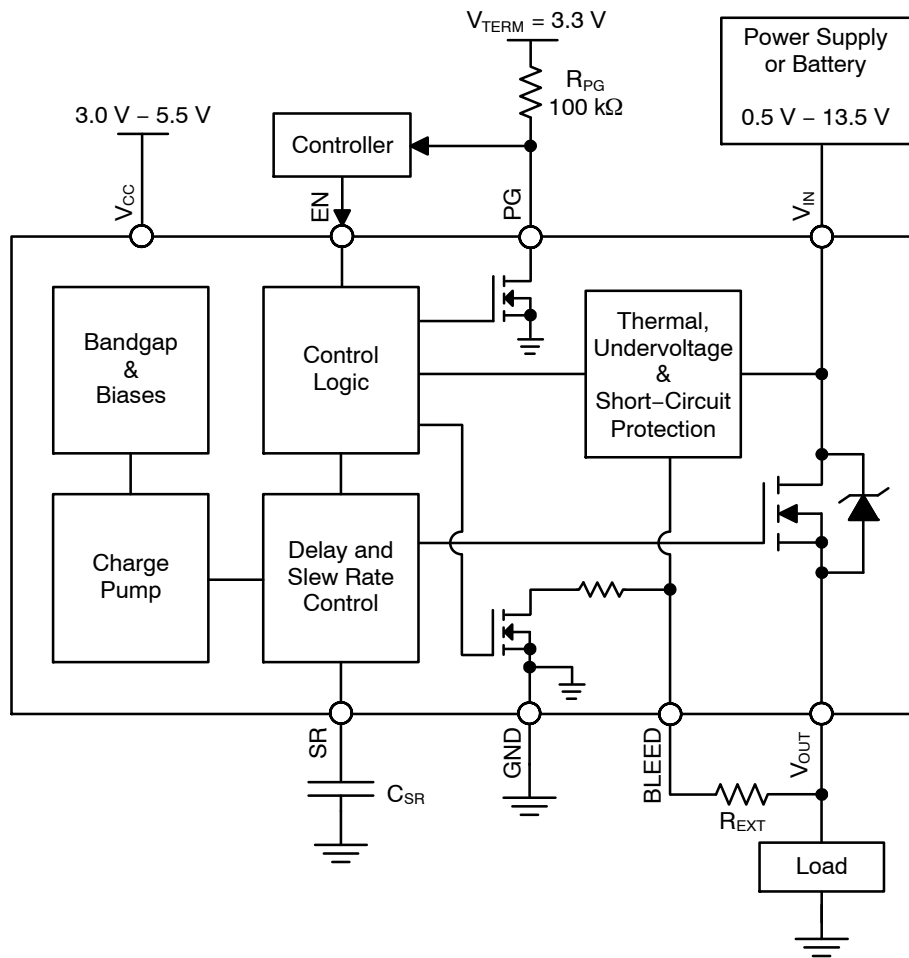 V_TERM = 3.3 V
Power Supply
or Battery
0.5 V – 13.5 V
R_PG
100 kΩ
3.0 V – 5.5 V
Controller
V_CC
EN
PG
V_IN
Bandgap
&
Biases
Control
Logic
Thermal,
Undervoltage
&
Short–Circuit
Protection
Charge
Pump
Delay and
Slew Rate
Control
SR
GND
BLEED
V_OUT
C_SR
R_EXT
Load